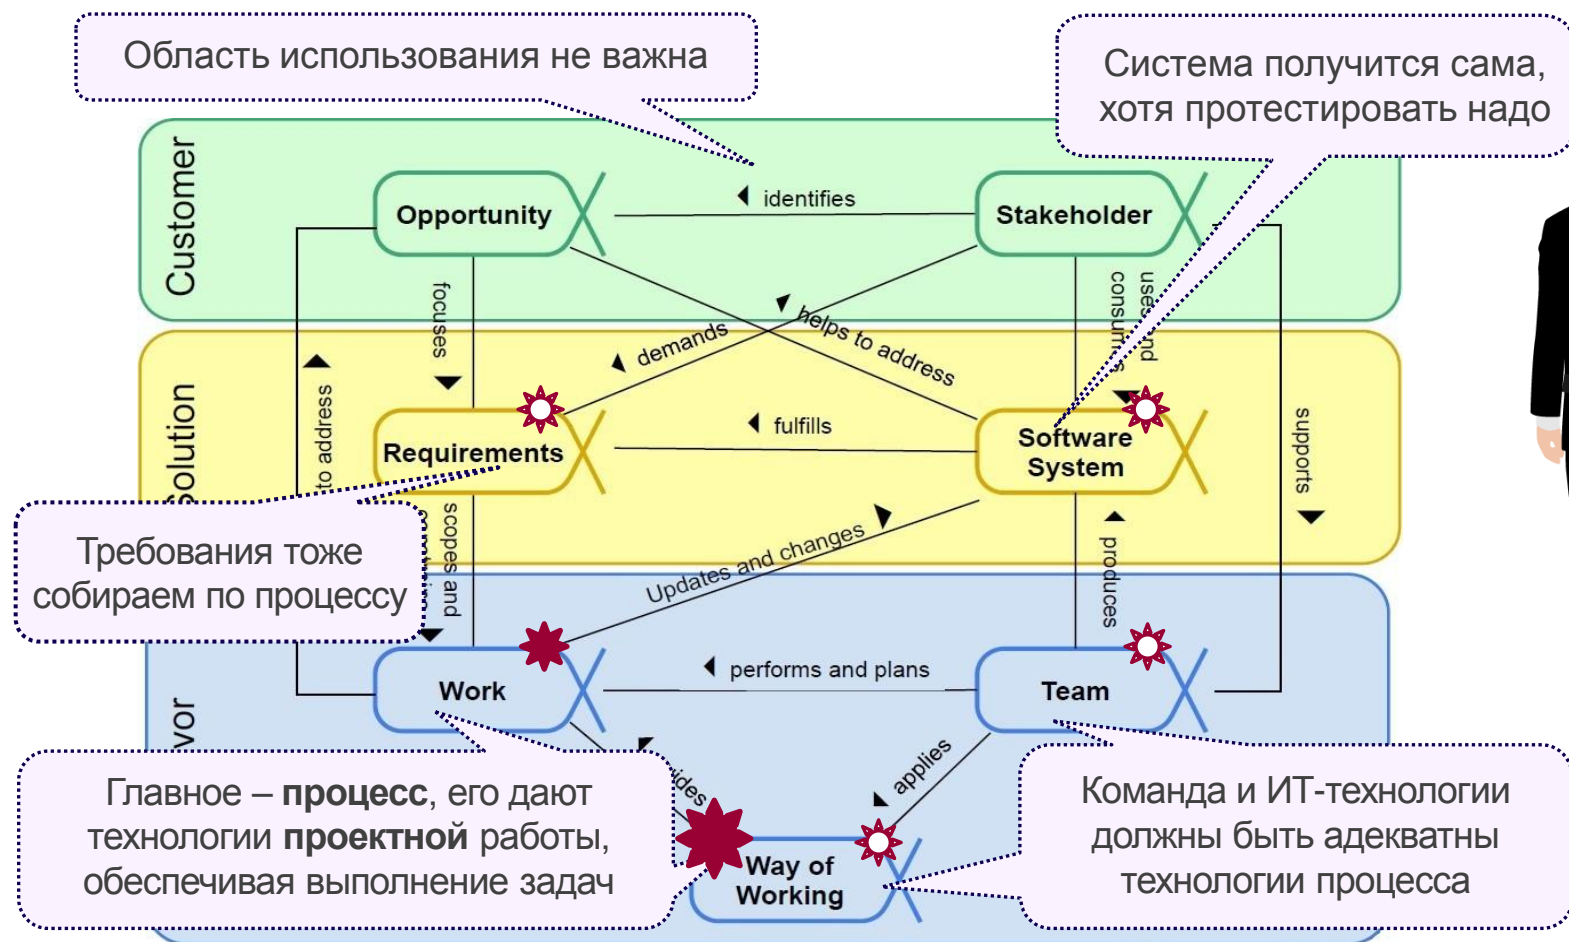 Область использования не важна
Система получится сама,
хотя протестировать надо
Customer
Opportunity
identifies
Stakeholder
focuses
demands
helps to address
uses and
supports
Solution
to address
Requirements
fulfills
Software
System
Требования тоже
собираем по процессу
scopes and
Updates and changes
produces
Work
performs and plans
Team
applies
Главное – процесс, его дают
технологии проектной работы,
обеспечивая выполнение задач
Way of
Working
Команда и ИТ-технологии
должны быть адекватны
технологии процесса